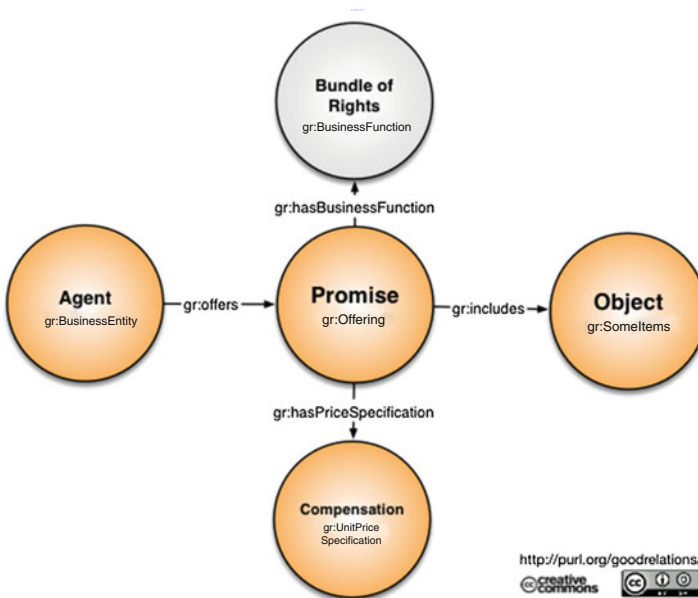 Bundle of
Rights
gr:BusinessFunction
gr:hasBusinessFunction
Agent
gr:BusinessEntity
gr:offers
Promise
gr:Offering
gr:includes
Object
gr:SomeItems
gr:hasPriceSpecification
Compensation
gr:UnitPrice
Specification
http://purl.org/goodrelations/
creative
commons
cc